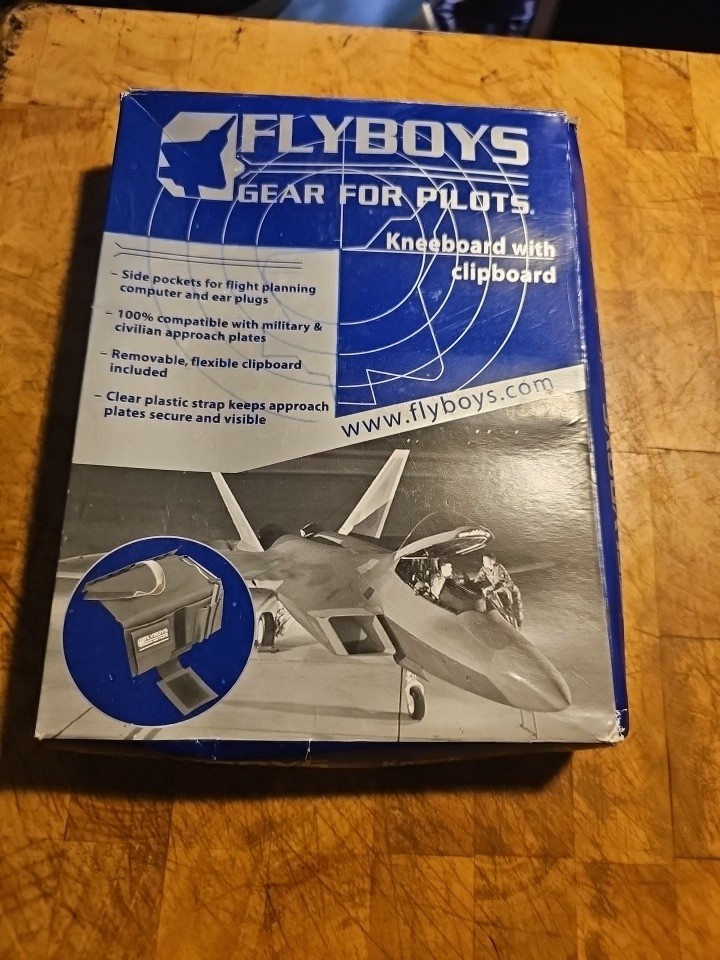 FLYBOYS
GEAR FOR PILOTS.
Kneeboard with
clipboard
– Side pockets for flight planning
computer and ear plugs
– 100% compatible with military &
civilian approach plates
– Removable, flexible clipboard
included
– Clear plastic strap keeps approach
plates secure and visible
www.flyboys.com
FLYBOYS